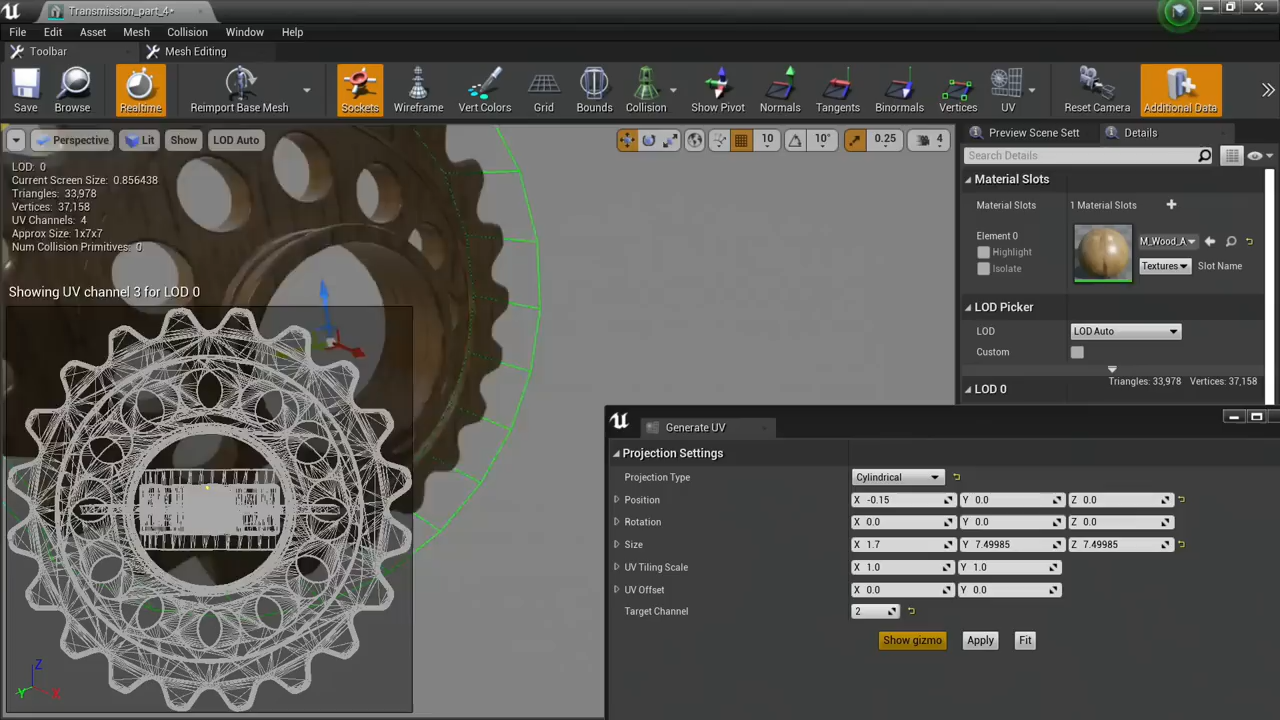 Transmission_part_4*
File Edit Asset Mesh Collision Window Help
Toolbar Mesh Editing
Save Browse Realtime Reimport Base Mesh Sockets Wireframe Vert Colors Grid Bounds Collision Show Pivot Normals Tangents Binormals Vertices UV Reset Camera Additional Data
Perspective Lit Show LOD Auto 10 10° 0.25 4
Preview Scene Sett Details
Search Details
LOD: 0
Current Screen Size: 0.856438
Triangles: 33,978
Vertices: 37,158
UV Channels: 4
Approx Size: 1x7x7
Num Collision Primitives: 0
Showing UV channel 3 for LOD 0
Z
Y X
Material Slots
Material Slots 1 Material Slots
Element 0
Highlight
Isolate
M_Wood_A
Textures Slot Name
LOD Picker
LOD LOD Auto
Custom
LOD 0 Triangles: 33,978 Vertices: 37,158
Generate UV
Projection Settings
Projection Type Cylindrical
Position X -0.15 Y 0.0 Z 0.0
Rotation X 0.0 Y 0.0 Z 0.0
Size X 1.7 Y 7.49985 Z 7.49985
UV Tiling Scale X 1.0 Y 1.0
UV Offset X 0.0 Y 0.0
Target Channel 2
Show gizmo Apply Fit